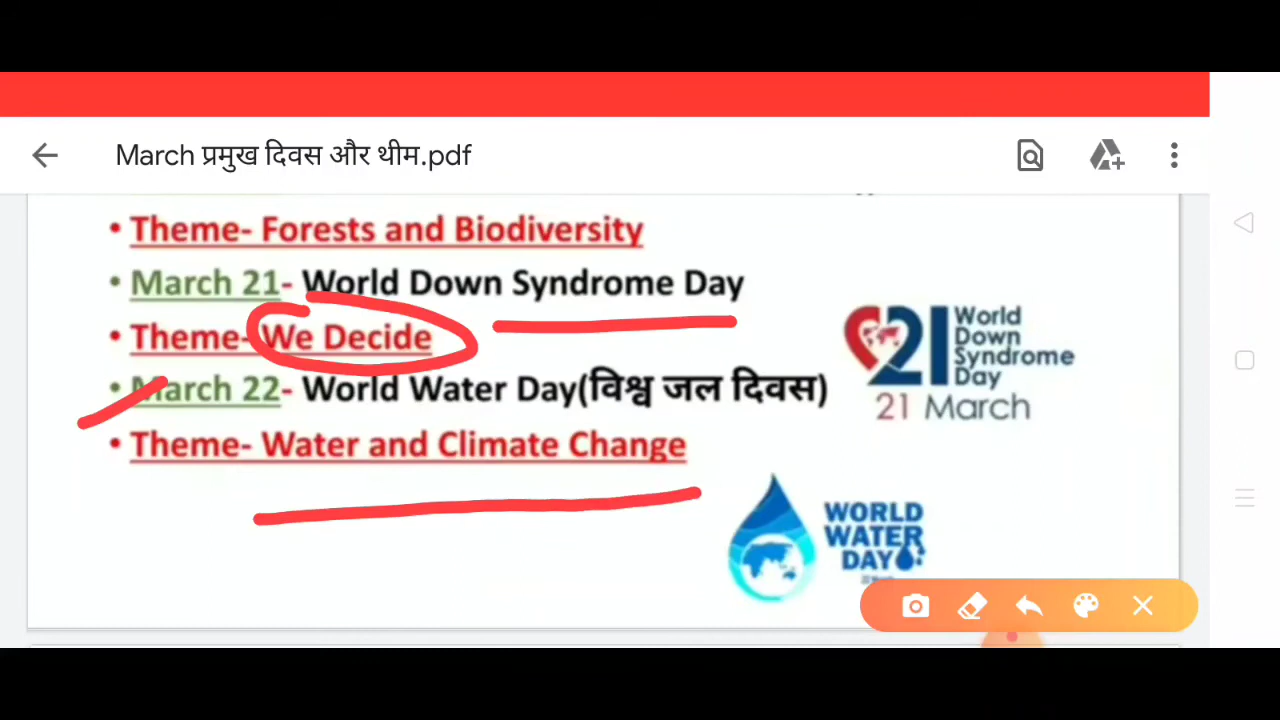 March प्रमुख दिवस और थीम.pdf
• Theme- Forests and Biodiversity
• March 21- World Down Syndrome Day
• Theme- We Decide
• March 22- World Water Day(विश्व जल दिवस)
• Theme- Water and Climate Change
21 World
Down
Syndrome
Day
21 March
WORLD
WATER
DAY